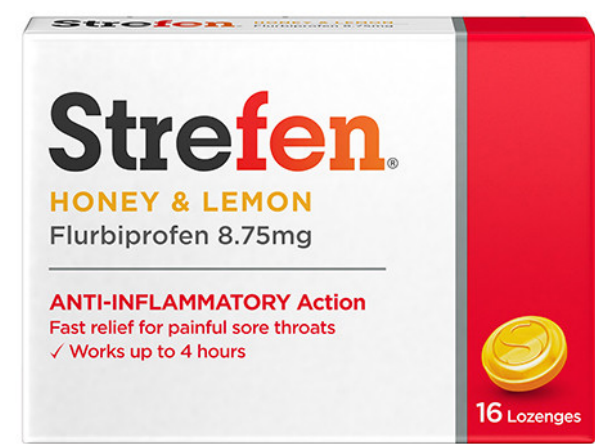 Strefen HONEY & LEMON
Flurbiprofen 8.75mg
Strefen®
HONEY & LEMON
Flurbiprofen 8.75mg
ANTI-INFLAMMATORY Action
Fast relief for painful sore throats
✓ Works up to 4 hours
S
16 Lozenges